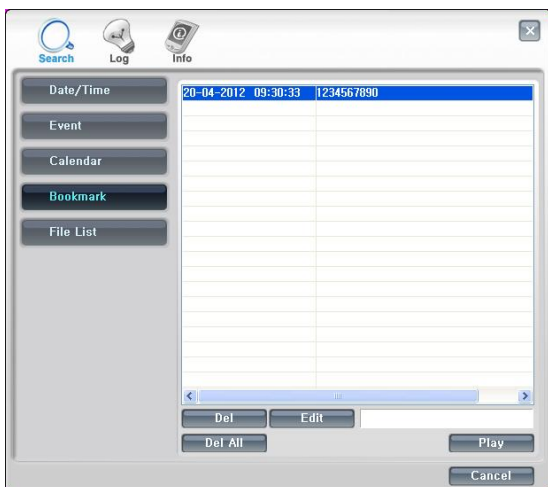 Search Log Info
Date/Time
Event
Calendar
Bookmark
File List
20-04-2012 09:30:33 1234567890
Del Edit
Del All Play
Cancel